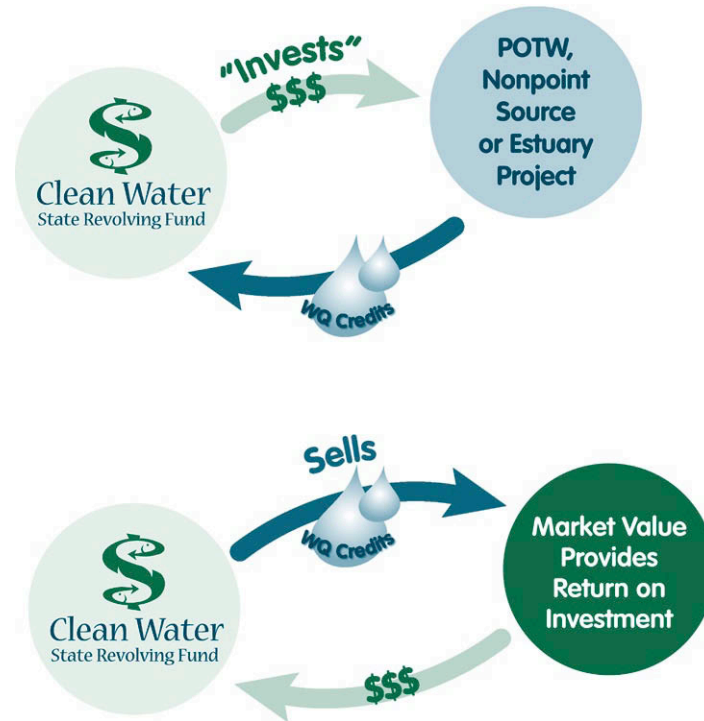 "Invests"
$$$
POTW,
Nonpoint
Source
or Estuary
Project
Clean Water
State Revolving Fund
WQ Credits
Sells
WQ Credits
Market Value
Provides
Return on
Investment
Clean Water
State Revolving Fund
$$$